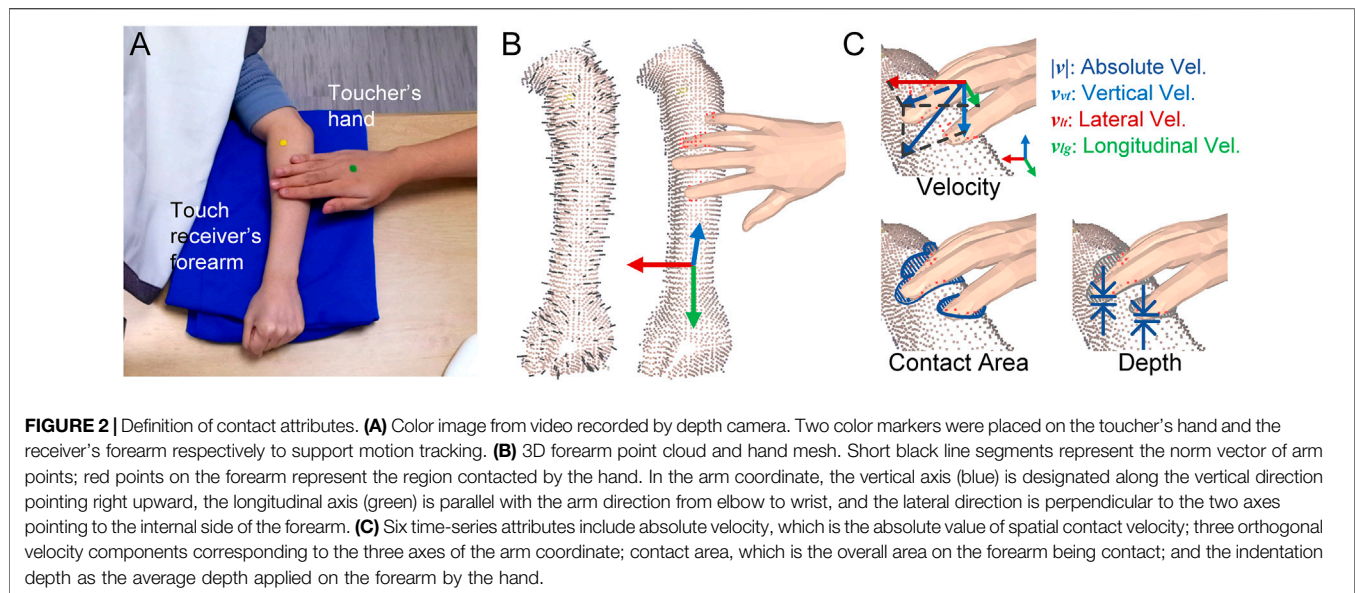 A
Toucher's
hand
Touch
receiver's
forearm
B
C
|v|: Absolute Vel.
v_vt: Vertical Vel.
v_lt: Lateral Vel.
v_lg: Longitudinal Vel.
Velocity
Contact Area
Depth
FIGURE 2 | Definition of contact attributes. (A) Color image from video recorded by depth camera. Two color markers were placed on the toucher's hand and the
receiver's forearm respectively to support motion tracking. (B) 3D forearm point cloud and hand mesh. Short black line segments represent the norm vector of arm
points; red points on the forearm represent the region contacted by the hand. In the arm coordinate, the vertical axis (blue) is designated along the vertical direction
pointing right upward, the longitudinal axis (green) is parallel with the arm direction from elbow to wrist, and the lateral direction is perpendicular to the two axes
pointing to the internal side of the forearm. (C) Six time-series attributes include absolute velocity, which is the absolute value of spatial contact velocity; three orthogonal
velocity components corresponding to the three axes of the arm coordinate; contact area, which is the overall area on the forearm being contact; and the indentation
depth as the average depth applied on the forearm by the hand.